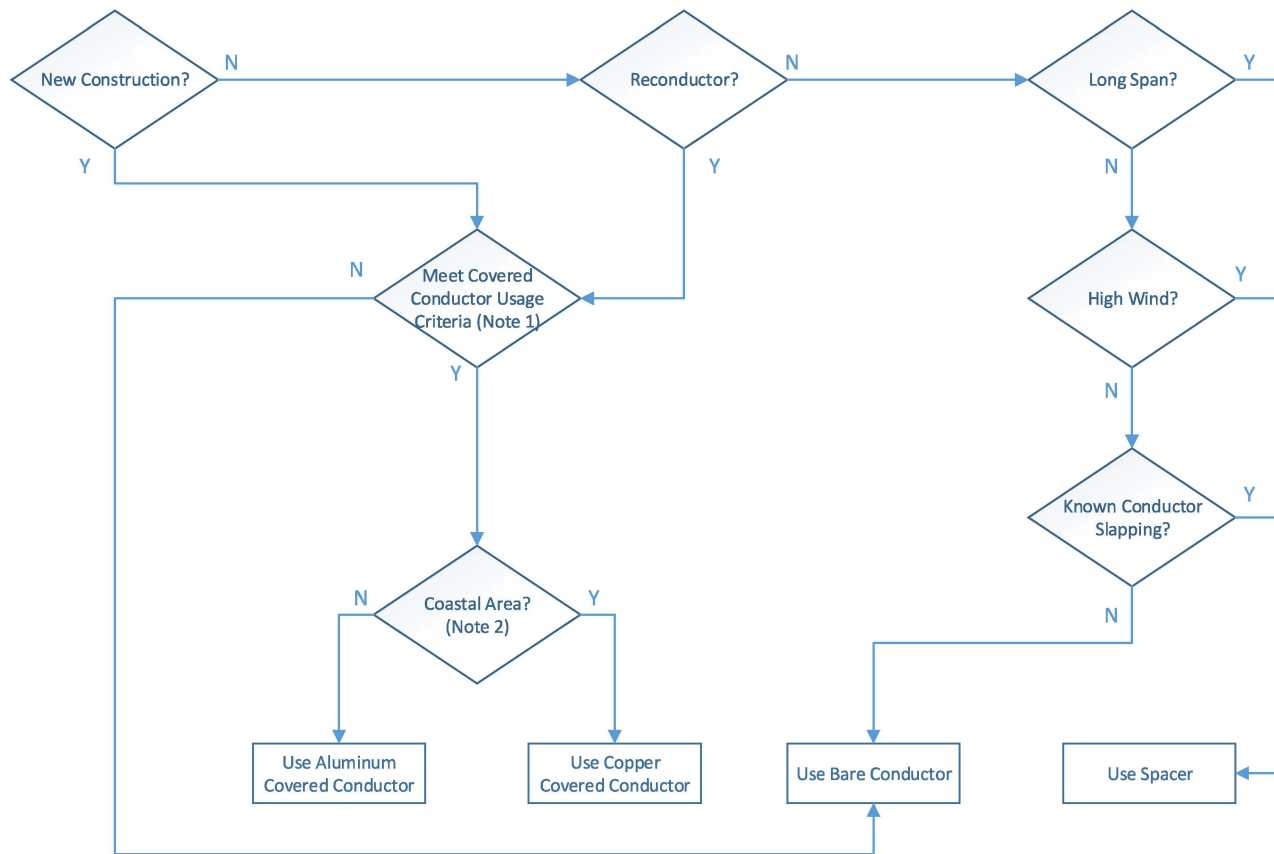 New Construction?
N
Reconductor?
N
Long Span?
Y
Y
Y
N
N
Meet Covered
Conductor Usage
Criteria (Note 1)
High Wind?
Y
Y
N
Known Conductor
Slapping?
Y
N
Coastal Area?
(Note 2)
Y
N
Use Aluminum
Covered Conductor
Use Copper
Covered Conductor
Use Bare Conductor
Use Spacer